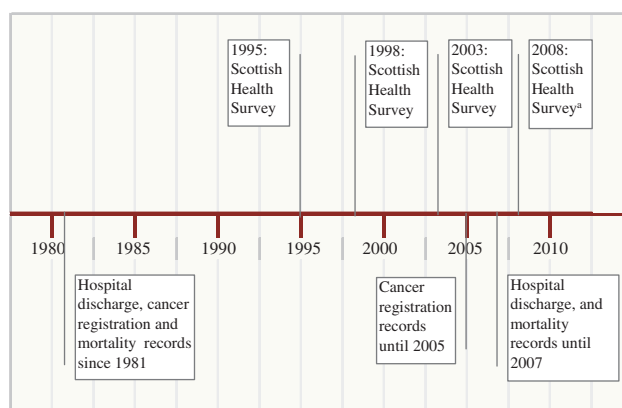 1995:
Scottish
Health
Survey
1998:
Scottish
Health
Survey
2003:
Scottish
Health
Survey
2008:
Scottish
Health
Surveyᵃ
1980 1985 1990 1995 2000 2005 2010
Hospital
discharge, cancer
registration and
mortality records
since 1981
Cancer
registration
records
until 2005
Hospital
discharge, and
mortality
records until
2007